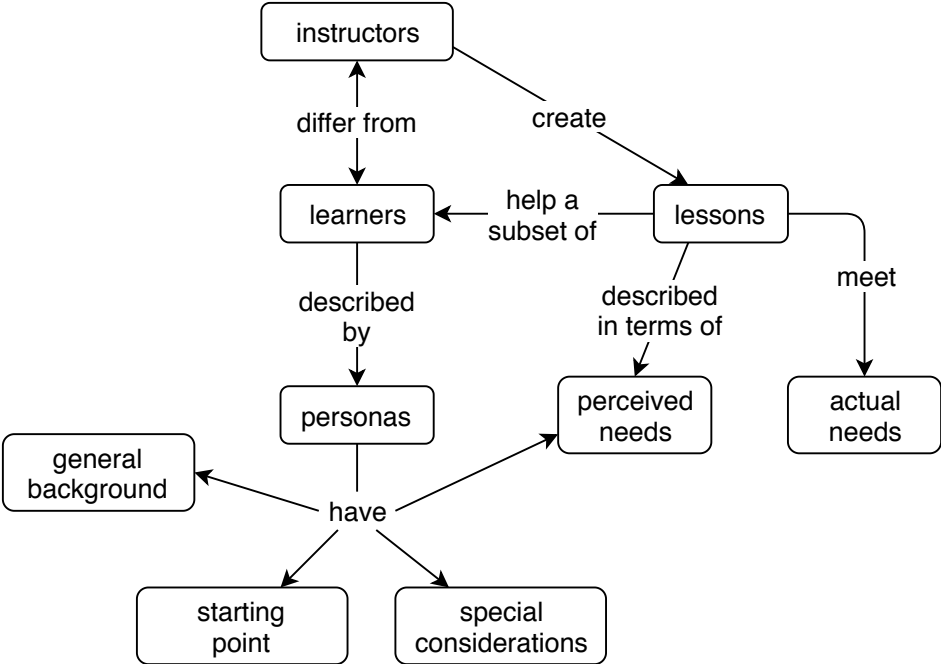 instructors
differ from
create
learners
help a
subset of
lessons
described
by
described
in terms of
meet
personas
perceived
needs
actual
needs
general
background
have
starting
point
special
considerations